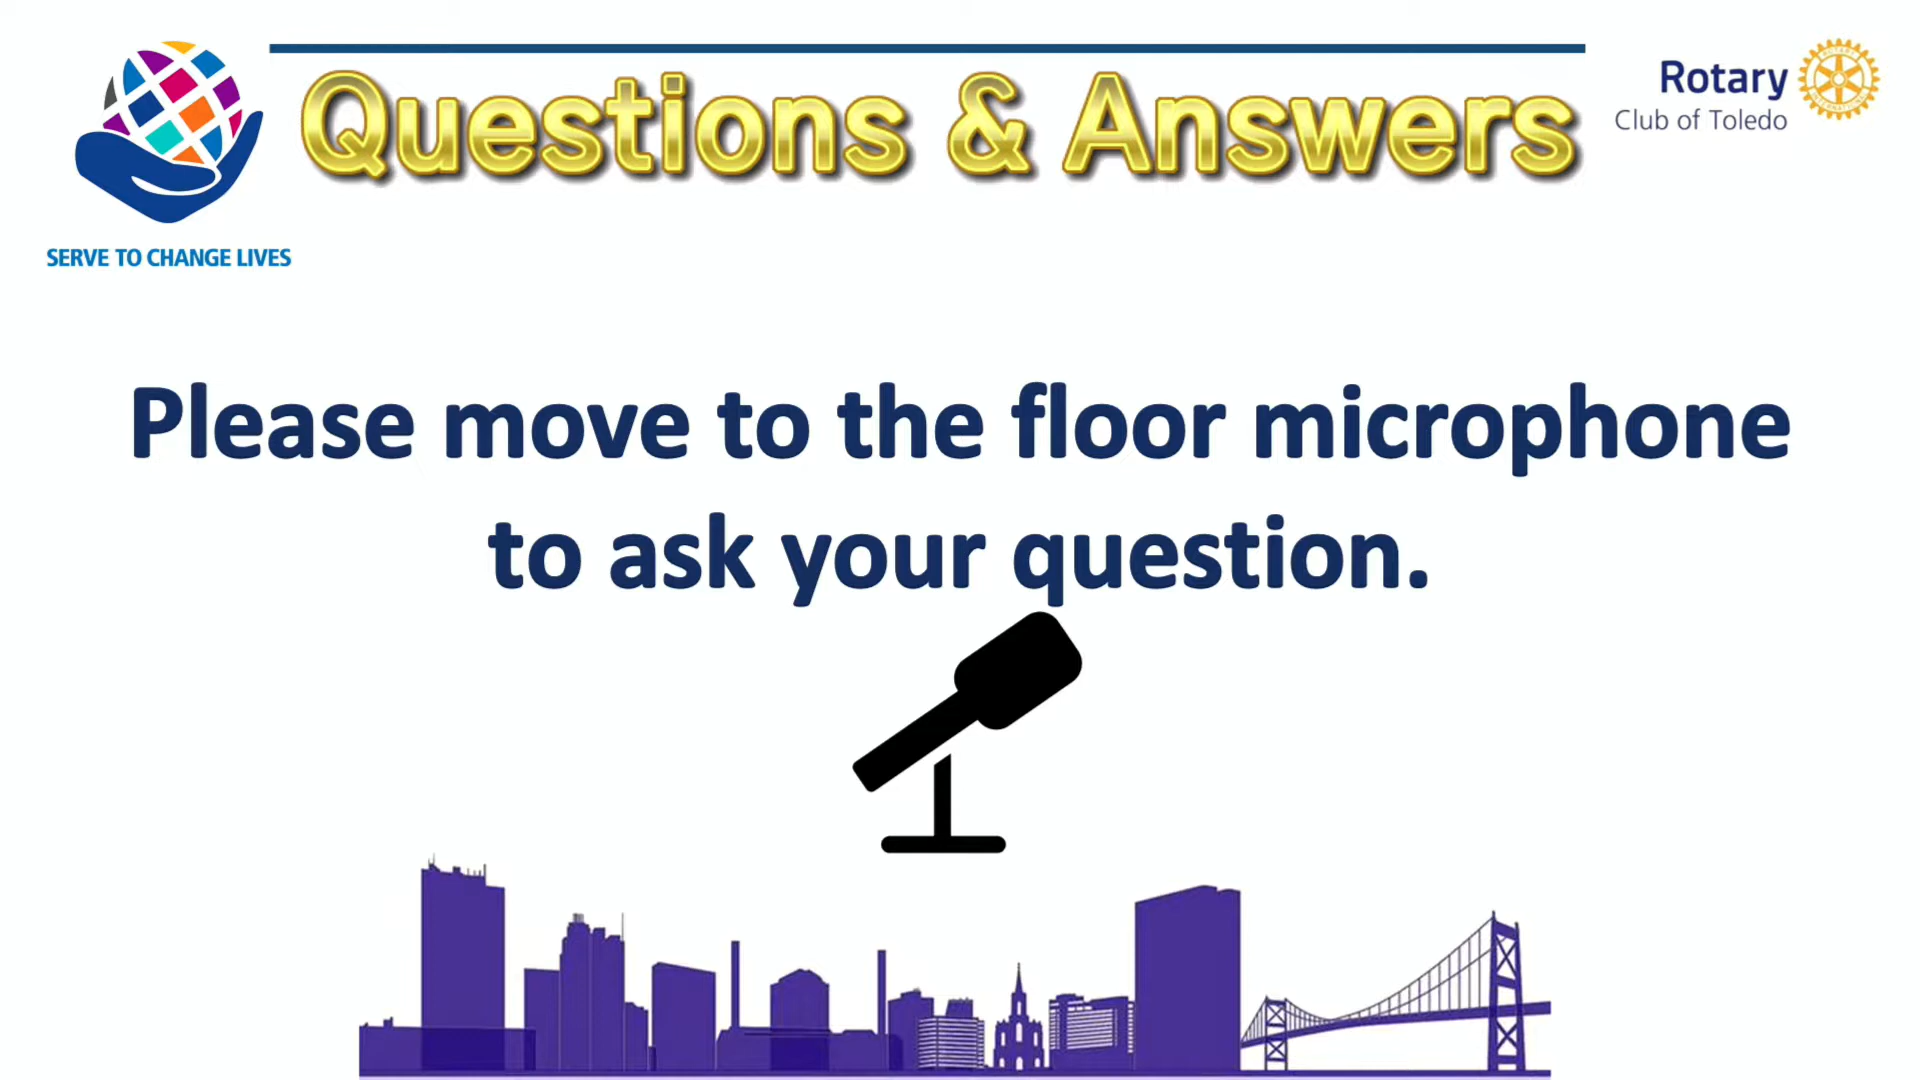 Questions & Answers
Rotary
Club of Toledo
SERVE TO CHANGE LIVES
Please move to the floor microphone
to ask your question.